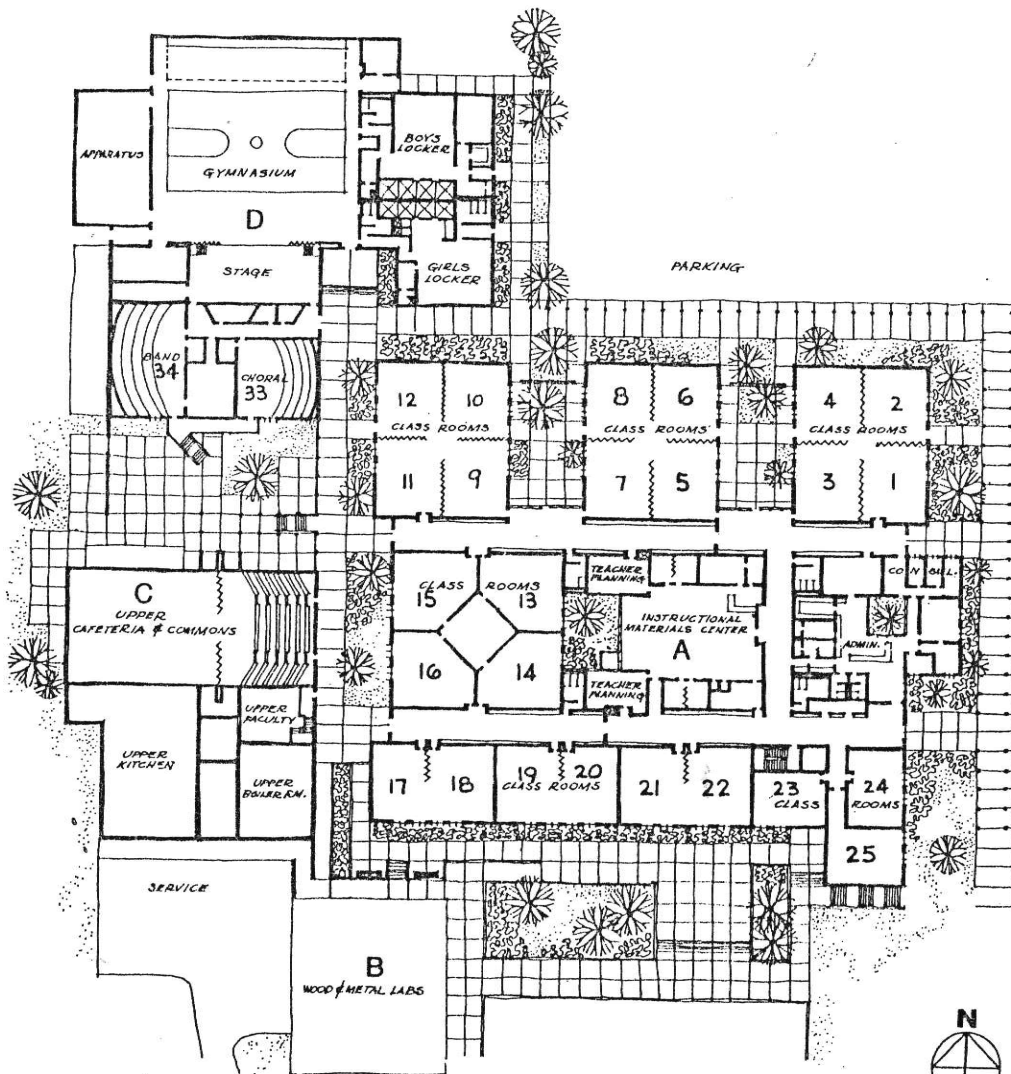 BOYS
LOCKER
APPARATUS
GYMNASIUM
D
GIRLS
LOCKER
STAGE
PARKING
BAND
34
CHORAL
33
12
10
8
6
4
2
CLASS ROOMS
CLASS ROOMS
CLASS ROOMS
11
9
7
5
3
1
C
UPPER
CAFETERIA & COMMONS
CLASS ROOMS
15
13
TEACHER
PLANNING
INSTRUCTIONAL
MATERIALS CENTER
A
ADMIN.
16
14
TEACHER
PLANNING
UPPER
FACULTY
UPPER
KITCHEN
UPPER
BOILER RM.
17
18
19
20
CLASS ROOMS
21
22
23
CLASS
24
ROOMS
25
SERVICE
B
WOOD & METAL LABS
N